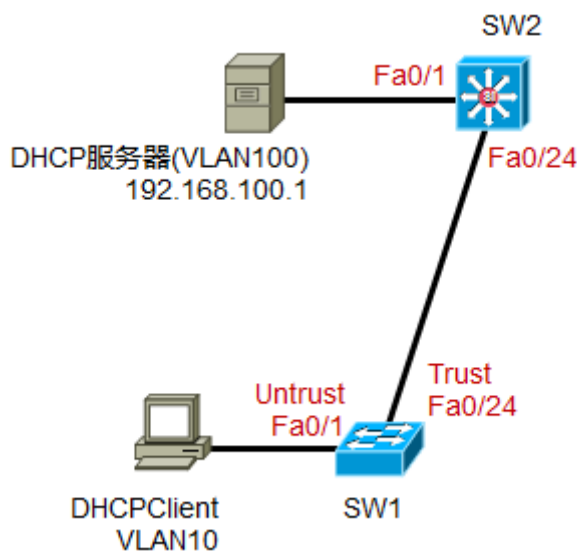 SW2
Fa0/1
DHCP服务器(VLAN100)
192.168.100.1
Fa0/24
Untrust
Fa0/1
Trust
Fa0/24
DHCPClient
VLAN10
SW1